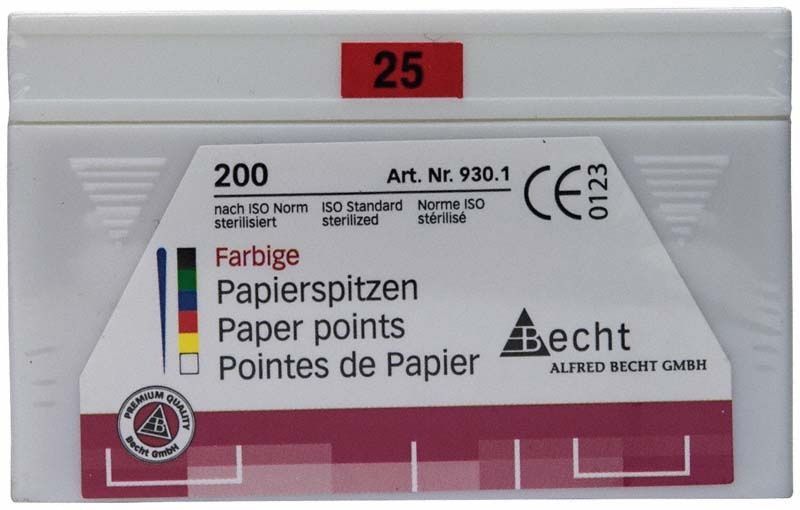 25
200 Art. Nr. 930.1
nach ISO Norm ISO Standard Norme ISO
sterilisiert sterilized stérilisé
CE 0123
Farbige
Papierspitzen
Paper points
Pointes de Papier
Becht
ALFRED BECHT GMBH
PREMIUM QUALITY
B
Becht GmbH